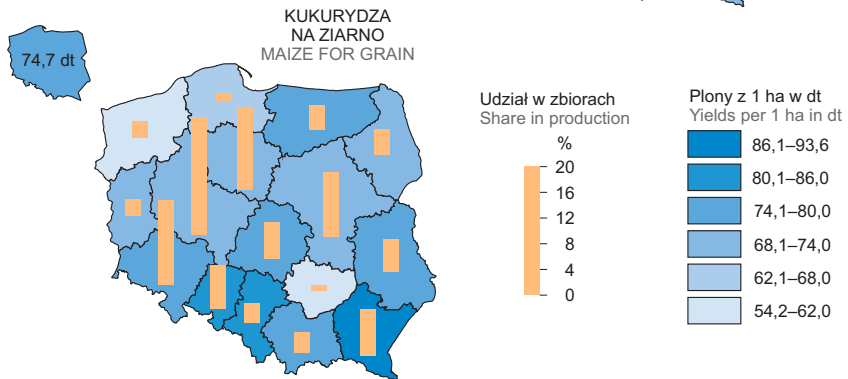 KUKURYDZA
NA ZIARNO
MAIZE FOR GRAIN
74,7 dt
Udział w zbiorach
Share in production
%
20
16
12
8
4
0
Plony z 1 ha w dt
Yields per 1 ha in dt
86,1–93,6
80,1–86,0
74,1–80,0
68,1–74,0
62,1–68,0
54,2–62,0